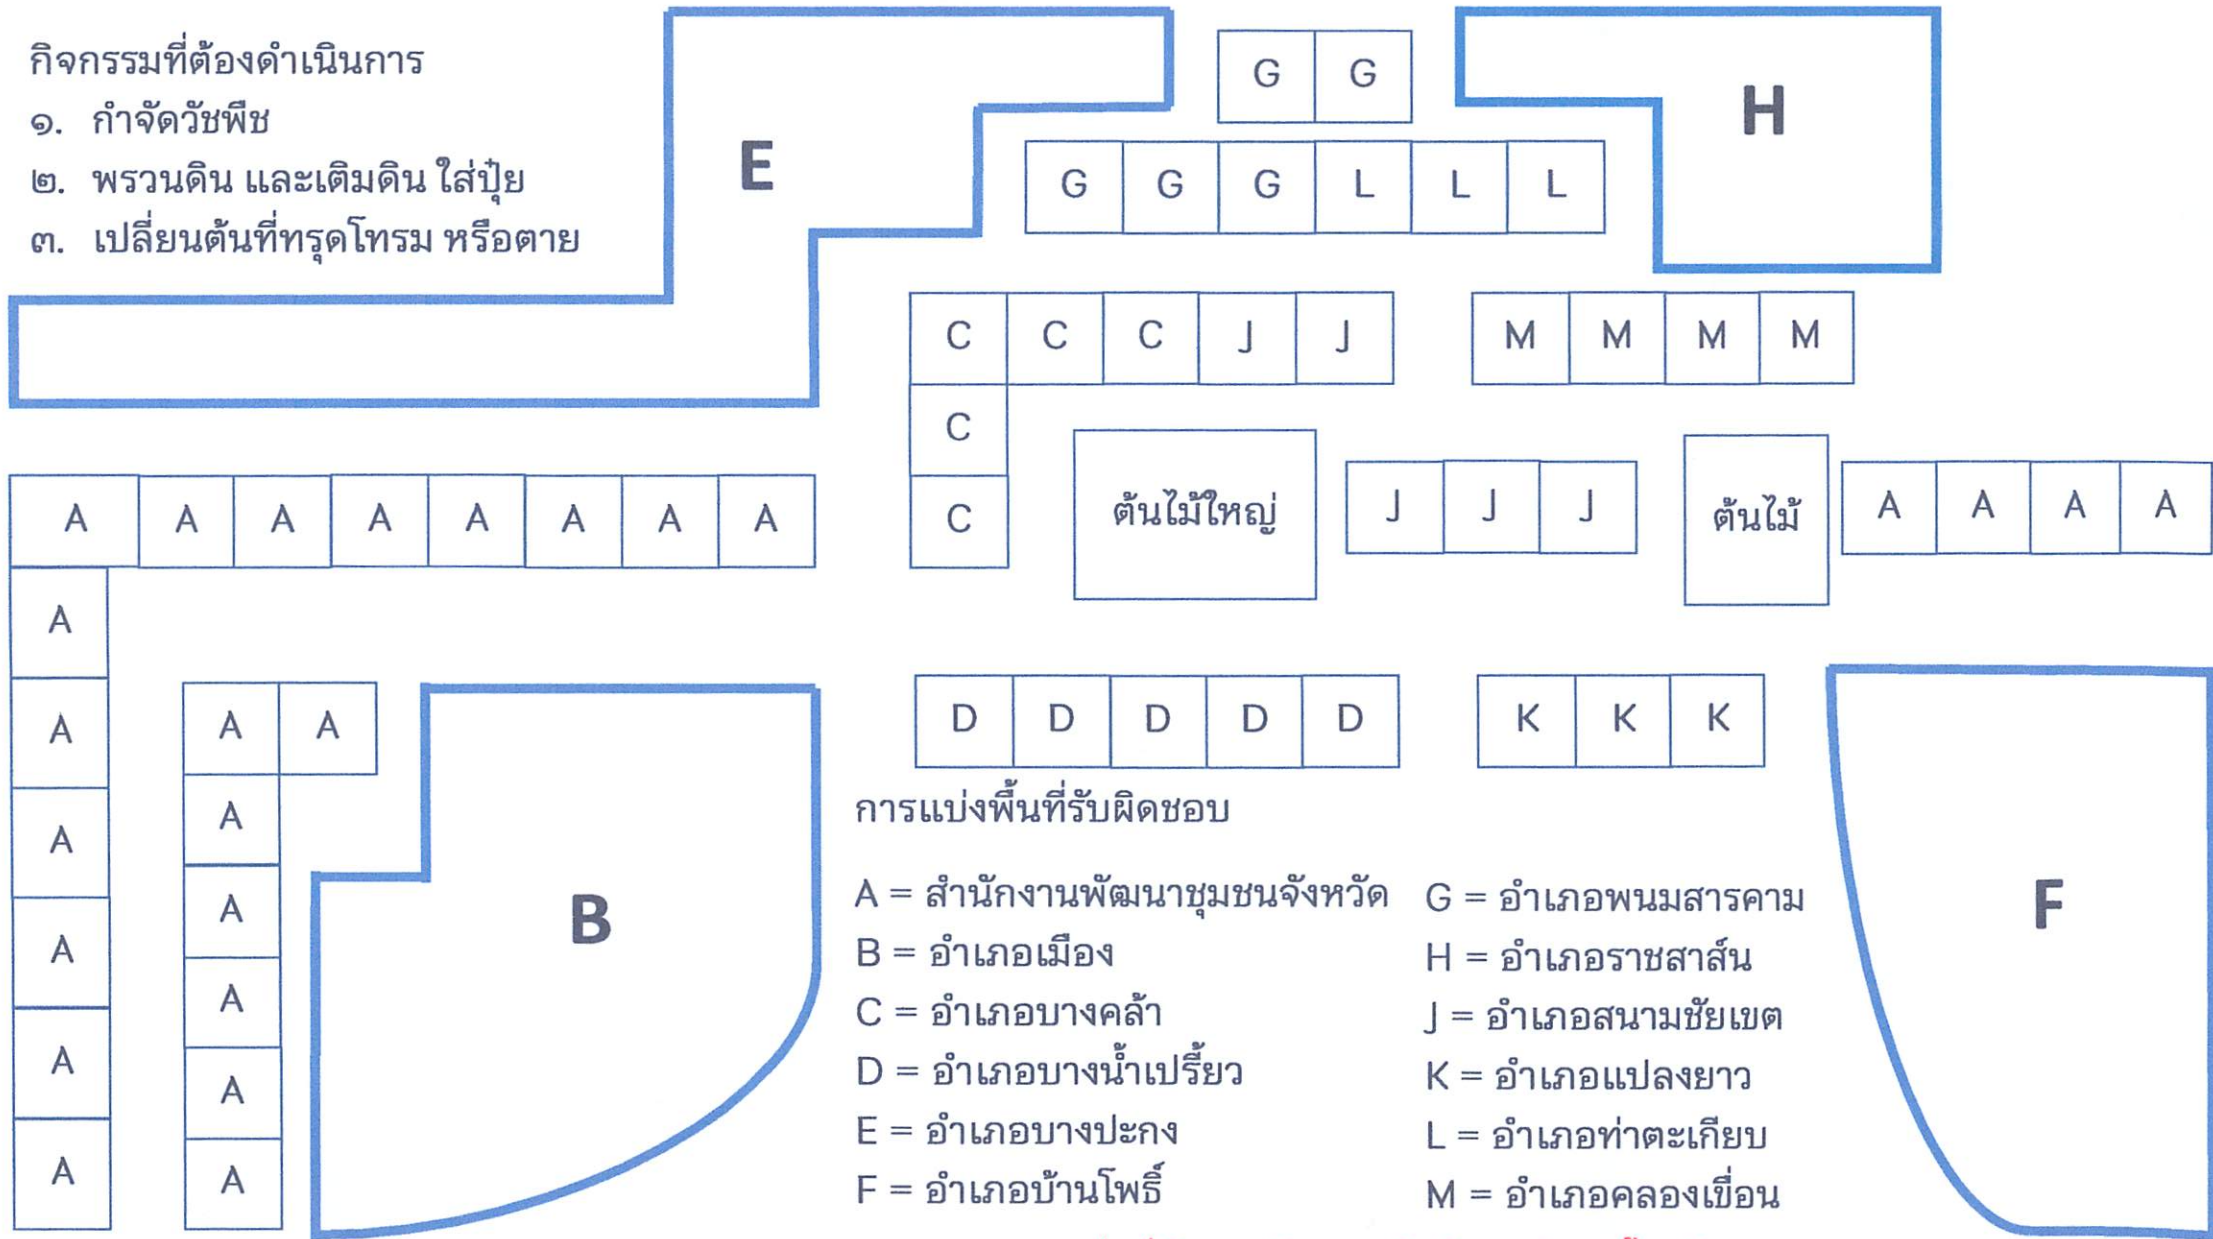 กิจกรรมที่ต้องดำเนินการ
๑. กำจัดวัชพืช
๒. พรวนดิน และเติมดิน ใส่ปุ๋ย
๓. เปลี่ยนต้นที่ทรุดโทรม หรือตาย
E
G G
H
G G G L L L
C C C J J
M M M M
C
C
ต้นไม้ใหญ่
J J J
ต้นไม้
A A A A
A A A A A A A A
A
A
A
A
A
A
A A
A
A
A
A
A
B
D D D D D
K K K
F
การแบ่งพื้นที่รับผิดชอบ
A = สำนักงานพัฒนาชุมชนจังหวัด
B = อำเภอเมือง
C = อำเภอบางคล้า
D = อำเภอบางน้ำเปรี้ยว
E = อำเภอบางปะกง
F = อำเภอบ้านโพธิ์
G = อำเภอพนมสารคาม
H = อำเภอราชสาส์น
J = อำเภอสนามชัยเขต
K = อำเภอแปลงยาว
L = อำเภอท่าตะเกียบ
M = อำเภอคลองเขื่อน